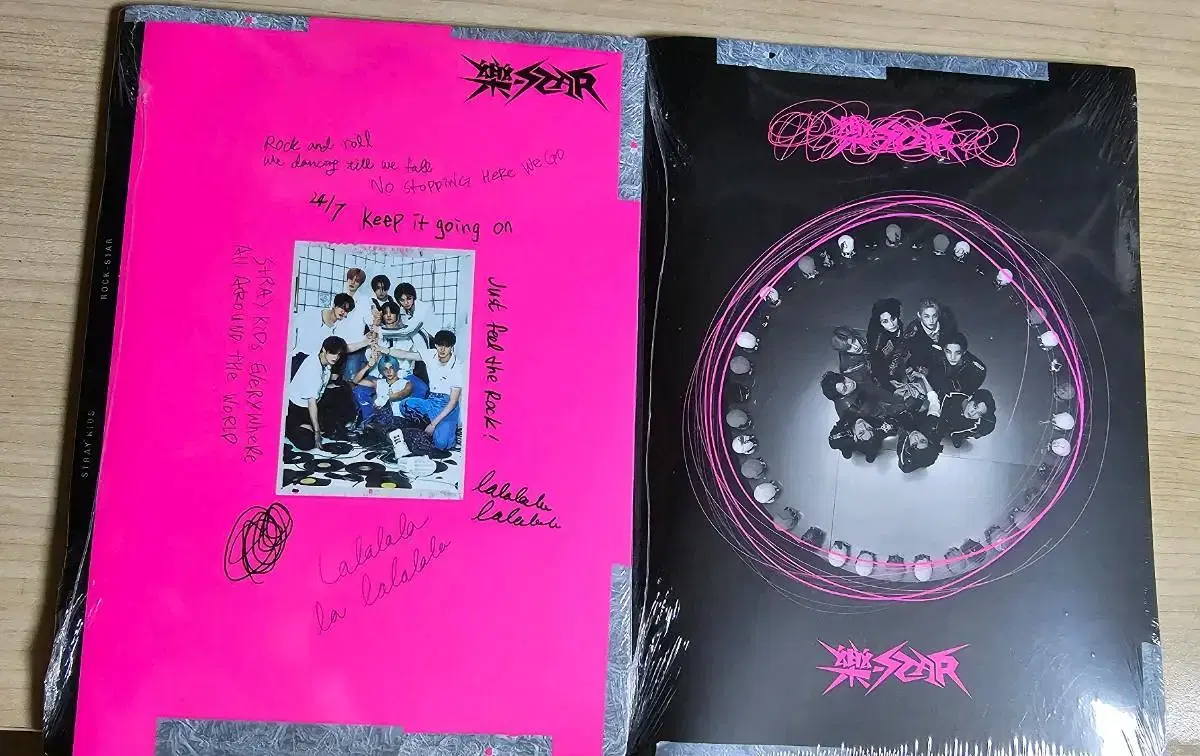 樂-STAR
Rock and roll
We dancing till we fall
No stopping Here We Go
24/7
Keep it going on
STRAY KIDS EVERYWHERE
All AROUND THE WORLD
Just feel the Rock!
lalalala
lalalala
Lalalala
la lalalala
ROCK-STAR
STRAY KIDS
樂-STAR
樂-STAR